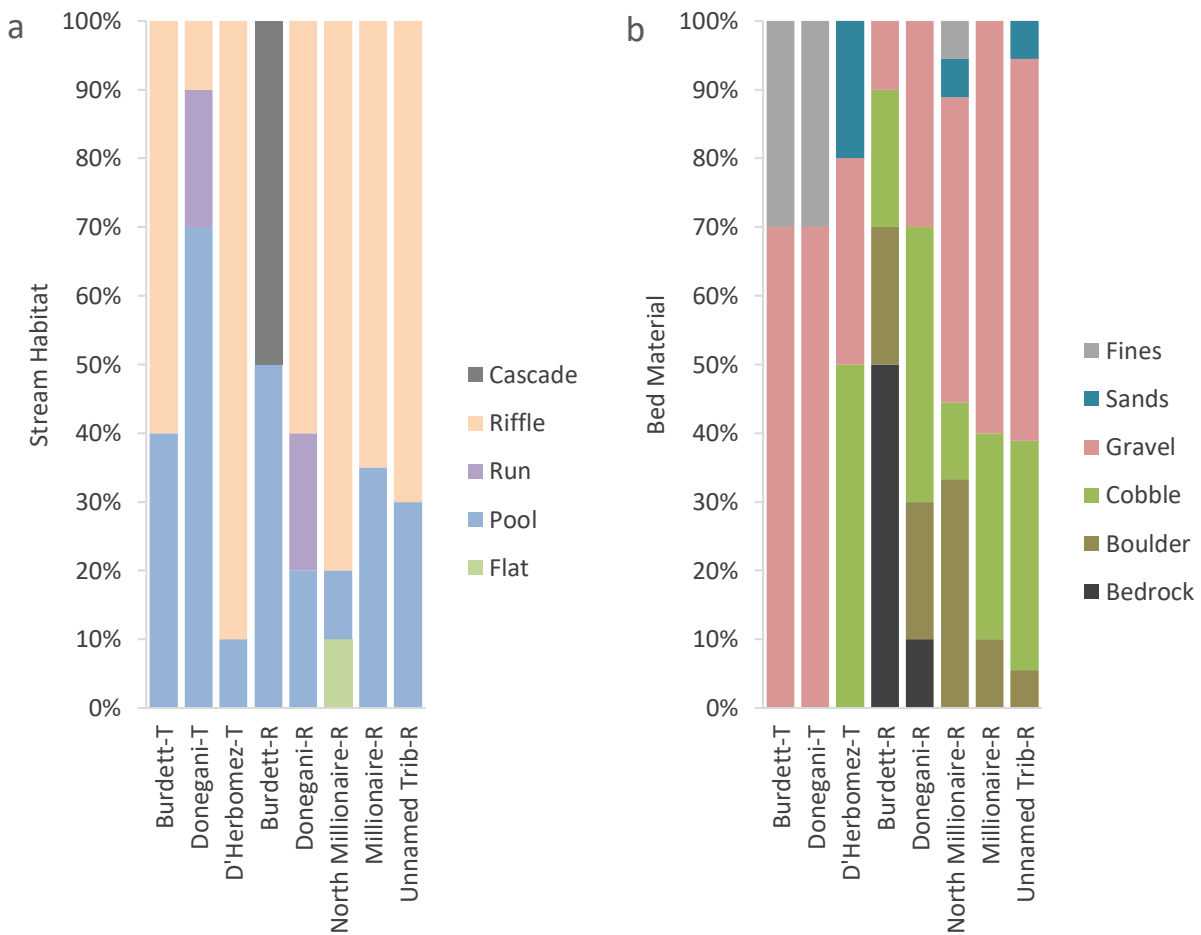 a
100%
90%
80%
70%
60%
50%
40%
30%
20%
10%
0%
Stream Habitat
Cascade
Riffle
Run
Pool
Flat
Burdett-T
Donegani-T
D'Herbomez-T
Burdett-R
Donegani-R
North Millionaire-R
Millionaire-R
Unnamed Trib-R
b
100%
90%
80%
70%
60%
50%
40%
30%
20%
10%
0%
Bed Material
Fines
Sands
Gravel
Cobble
Boulder
Bedrock
Burdett-T
Donegani-T
D'Herbomez-T
Burdett-R
Donegani-R
North Millionaire-R
Millionaire-R
Unnamed Trib-R